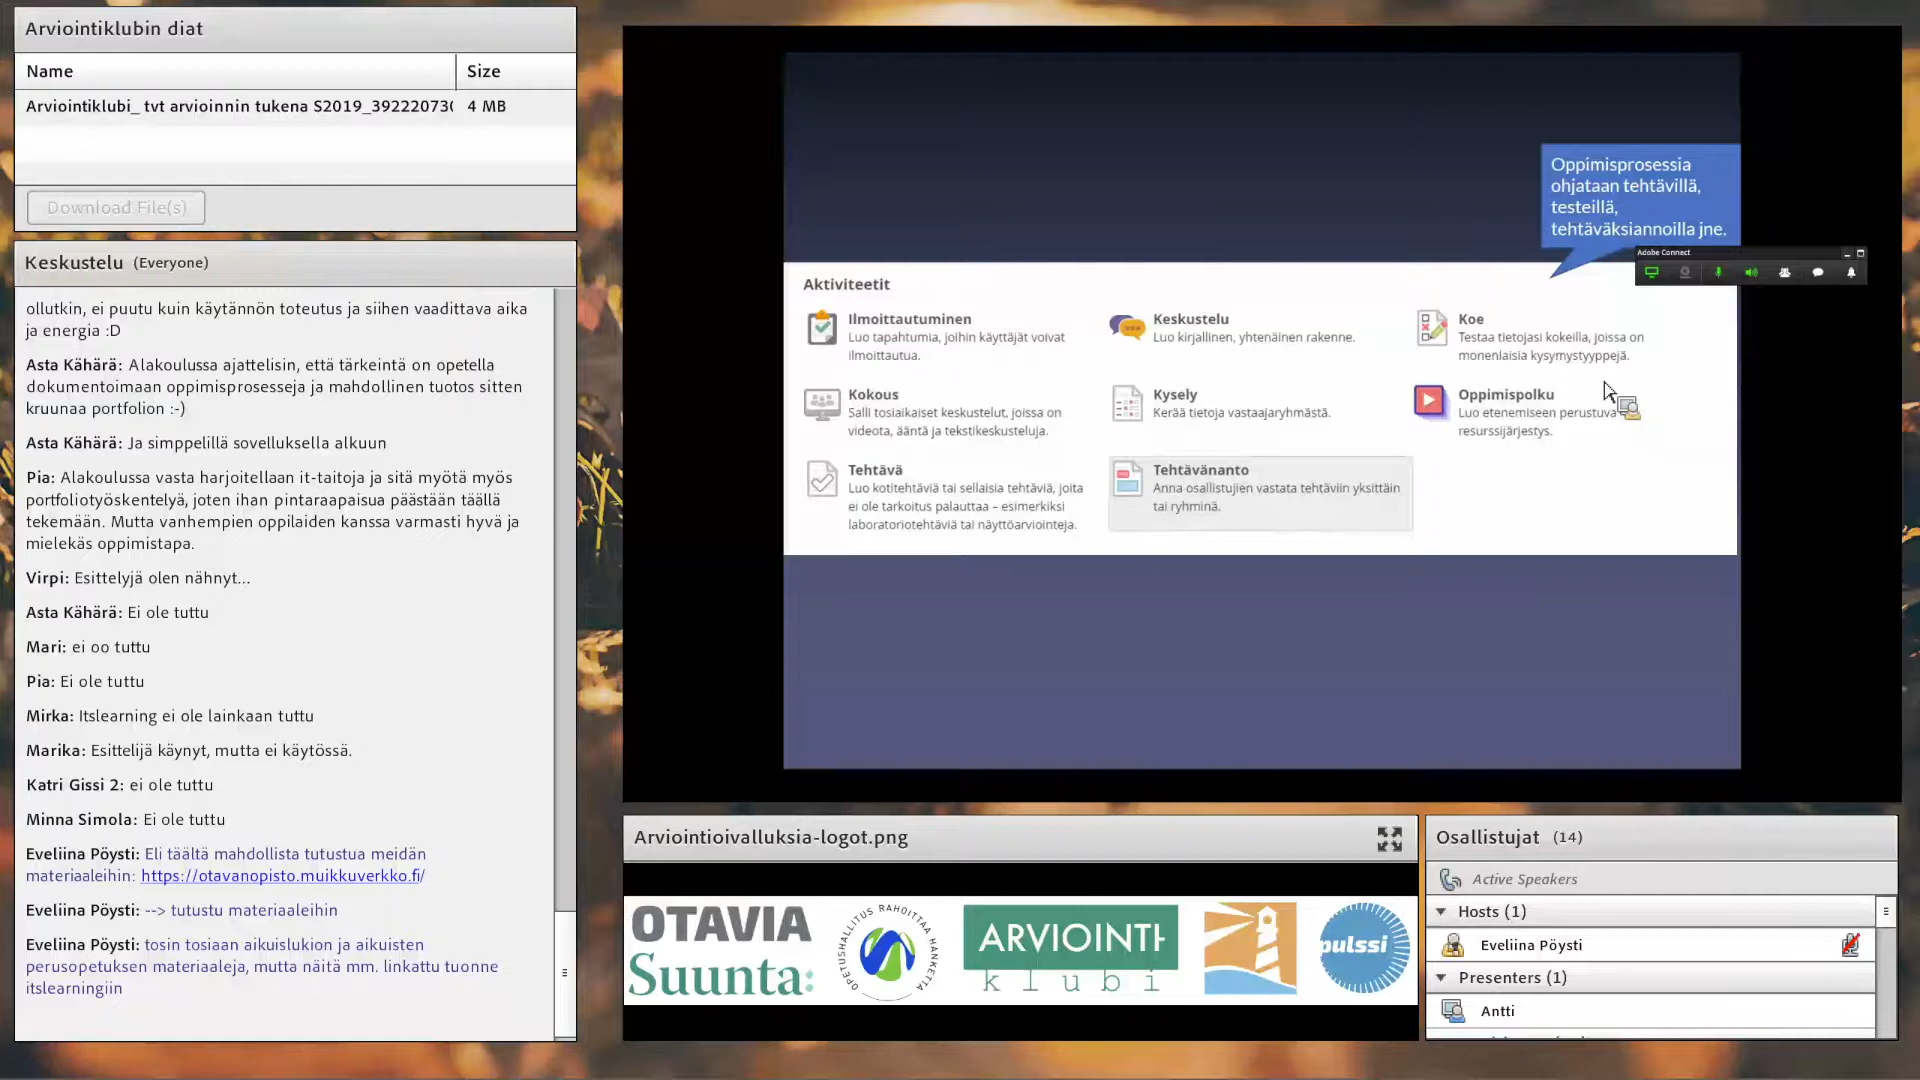 Arviointiklubin diat
Name
Size
Arviointiklubi_ tvt arvioinnin tukena S2019_39222073
4 MB
Download File(s)
Keskustelu (Everyone)
ollutkin, ei puutu kuin käytännön toteutus ja siihen vaadittava aika
ja energia :D
Asta Kähärä: Alakoulussa ajattelisin, että tärkeintä on opetella
dokumentoimaan oppimisprosesseja ja mahdollinen tuotos sitten
kruunaa portfolion :-)
Asta Kähärä: Ja simppelillä sovelluksella alkuun
Pia: Alakoulussa vasta harjoitellaan it-taitoja ja sitä myötä myös
portfoliotyöskentelyä, joten ihan pintaraapaisua päästään täällä
tekemään. Mutta vanhempien oppilaiden kanssa varmasti hyvä ja
mielekäs oppimistapa.
Virpi: Esittelyjä olen nähnyt...
Asta Kähärä: Ei ole tuttu
Mari: ei oo tuttu
Pia: Ei ole tuttu
Mirka: Itslearning ei ole lainkaan tuttu
Marika: Esittelijä käynyt, mutta ei käytössä.
Katri Gissi 2: ei ole tuttu
Minna Simola: Ei ole tuttu
Eveliina Pöysti: Eli täältä mahdollista tutustua meidän
materiaaleihin: https://otavanopisto.muikkuverkko.fi/
Eveliina Pöysti: --> tutustu materiaaleihin
Eveliina Pöysti: tosin tosiaan aikuislukion ja aikuisten
perusopetuksen materiaaleja, mutta näitä mm. linkattu tuonne
itslearningiin
Oppimisprosessia
ohjataan tehtävillä,
testeillä,
tehtäväksiannoilla jne.
Adobe Connect
Aktiviteetit
Ilmoittautuminen
Luo tapahtumia, joihin käyttäjät voivat
ilmoittautua.
Keskustelu
Luo kirjallinen, yhtenäinen rakenne.
Koe
Testaa tietojasi kokeilla, joissa on
monenlaisia kysymystyyppejä.
Kokous
Salli tosiaikaiset keskustelut, joissa on
videota, ääntä ja tekstikeskusteluja.
Kysely
Kerää tietoja vastaajaryhmästä.
Oppimispolku
Luo etenemiseen perustuva
resurssijärjestys.
Tehtävä
Luo kotitehtäviä tai sellaisia tehtäviä, joita
ei ole tarkoitus palauttaa – esimerkiksi
laboratoriotehtäviä tai näyttöarviointeja.
Tehtävänanto
Anna osallistujien vastata tehtäviin yksittäin
tai ryhminä.
Arviointioivalluksia-logot.png
OTAVIA
Suunta:
OPETUSHALLITUS RAHOITTAA HANKETTA
ARVIOINTI
klubi
pulssi
Osallistujat (14)
Active Speakers
Hosts (1)
Eveliina Pöysti
Presenters (1)
Antti